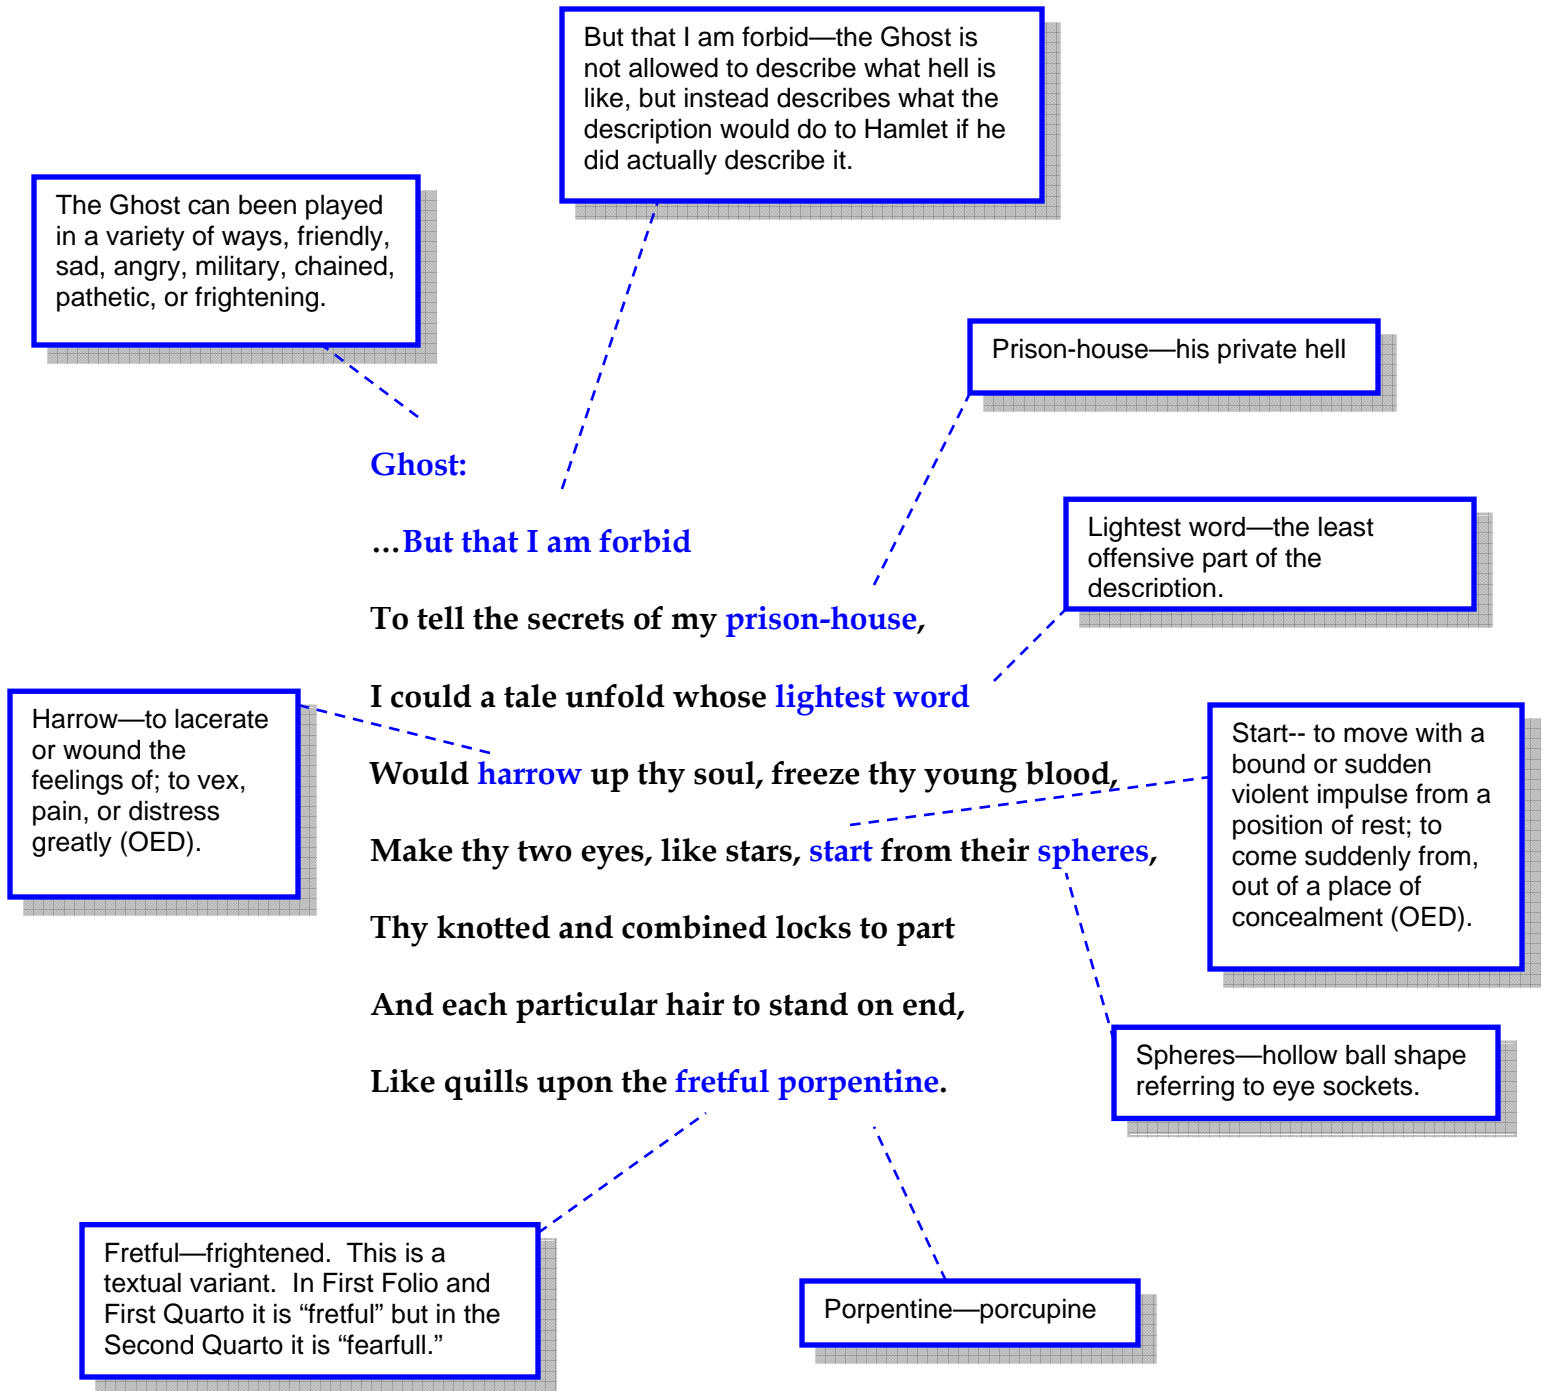 But that I am forbid—the Ghost is
not allowed to describe what hell is
like, but instead describes what the
description would do to Hamlet if he
did actually describe it.
The Ghost can been played
in a variety of ways, friendly,
sad, angry, military, chained,
pathetic, or frightening.
Prison-house—his private hell
Ghost:
…But that I am forbid
Lightest word—the least
offensive part of the
description.
To tell the secrets of my prison-house,
I could a tale unfold whose lightest word
Harrow—to lacerate
or wound the
feelings of; to vex,
pain, or distress
greatly (OED).
Start-- to move with a
bound or sudden
violent impulse from a
position of rest; to
come suddenly from,
out of a place of
concealment (OED).
Would harrow up thy soul, freeze thy young blood,
Make thy two eyes, like stars, start from their spheres,
Thy knotted and combined locks to part
And each particular hair to stand on end,
Spheres—hollow ball shape
referring to eye sockets.
Like quills upon the fretful porpentine.
Fretful—frightened.  This is a
textual variant.  In First Folio and
First Quarto it is “fretful” but in the
Second Quarto it is “fearfull.”
Porpentine—porcupine